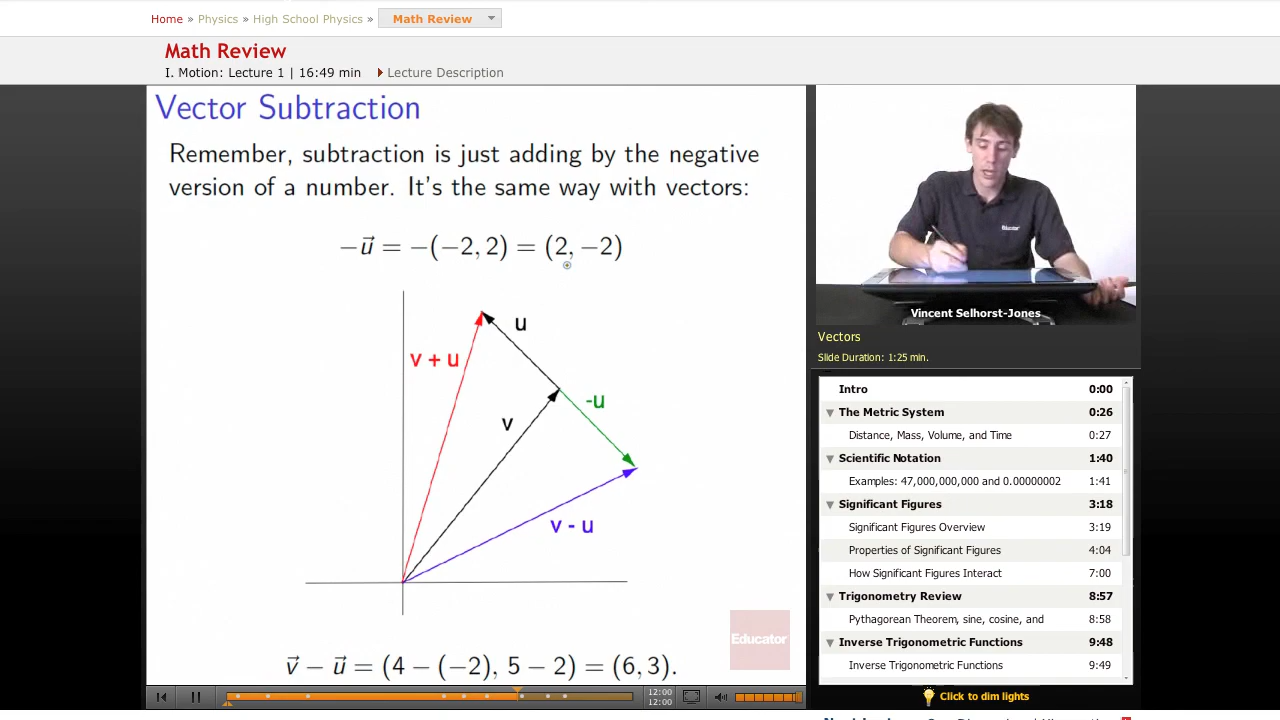 Home » Physics » High School Physics » Math Review
Math Review
I. Motion: Lecture 1 | 16:49 min Lecture Description
Vector Subtraction
Remember, subtraction is just adding by the negative
version of a number. It's the same way with vectors:
−u⃗ = −(−2, 2) = (2, −2)
u
v + u
-u
v
v - u
Educator
v⃗ − u⃗ = (4 − (−2), 5 − 2) = (6, 3).
12:00
12:00
Educator
Vincent Selhorst-Jones
Vectors
Slide Duration: 1:25 min.
Intro 0:00
The Metric System 0:26
Distance, Mass, Volume, and Time 0:27
Scientific Notation 1:40
Examples: 47,000,000,000 and 0.00000002 1:41
Significant Figures 3:18
Significant Figures Overview 3:19
Properties of Significant Figures 4:04
How Significant Figures Interact 7:00
Trigonometry Review 8:57
Pythagorean Theorem, sine, cosine, and 8:58
Inverse Trigonometric Functions 9:48
Inverse Trigonometric Functions 9:49
Click to dim lights